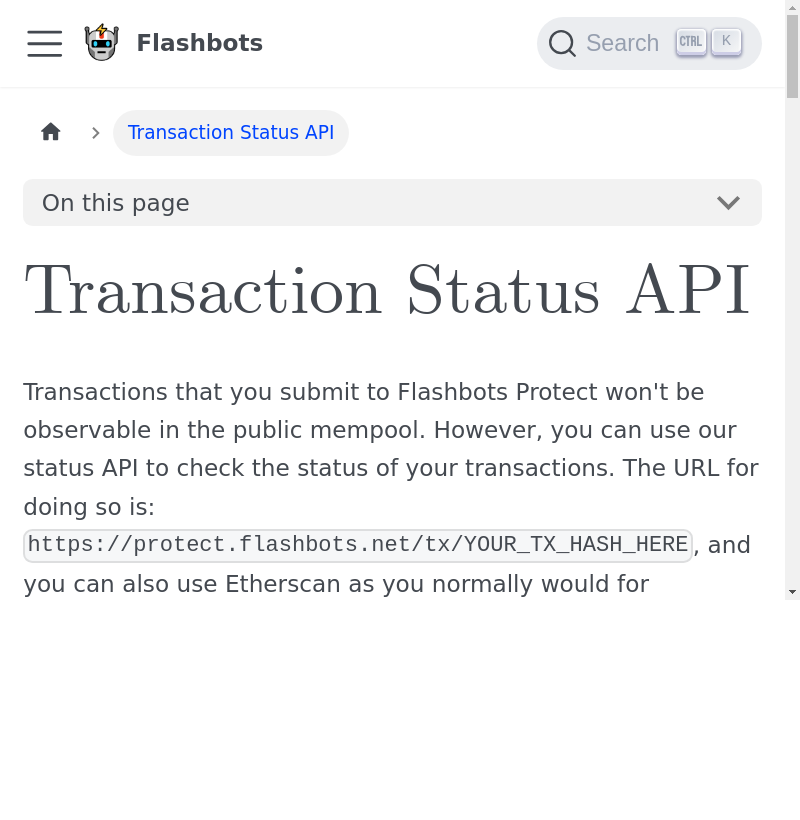 Flashbots
Search CTRL K
Transaction Status API
On this page
Transaction Status API
Transactions that you submit to Flashbots Protect won't be
observable in the public mempool. However, you can use our
status API to check the status of your transactions. The URL for
doing so is:
https://protect.flashbots.net/tx/YOUR_TX_HASH_HERE, and
you can also use Etherscan as you normally would for